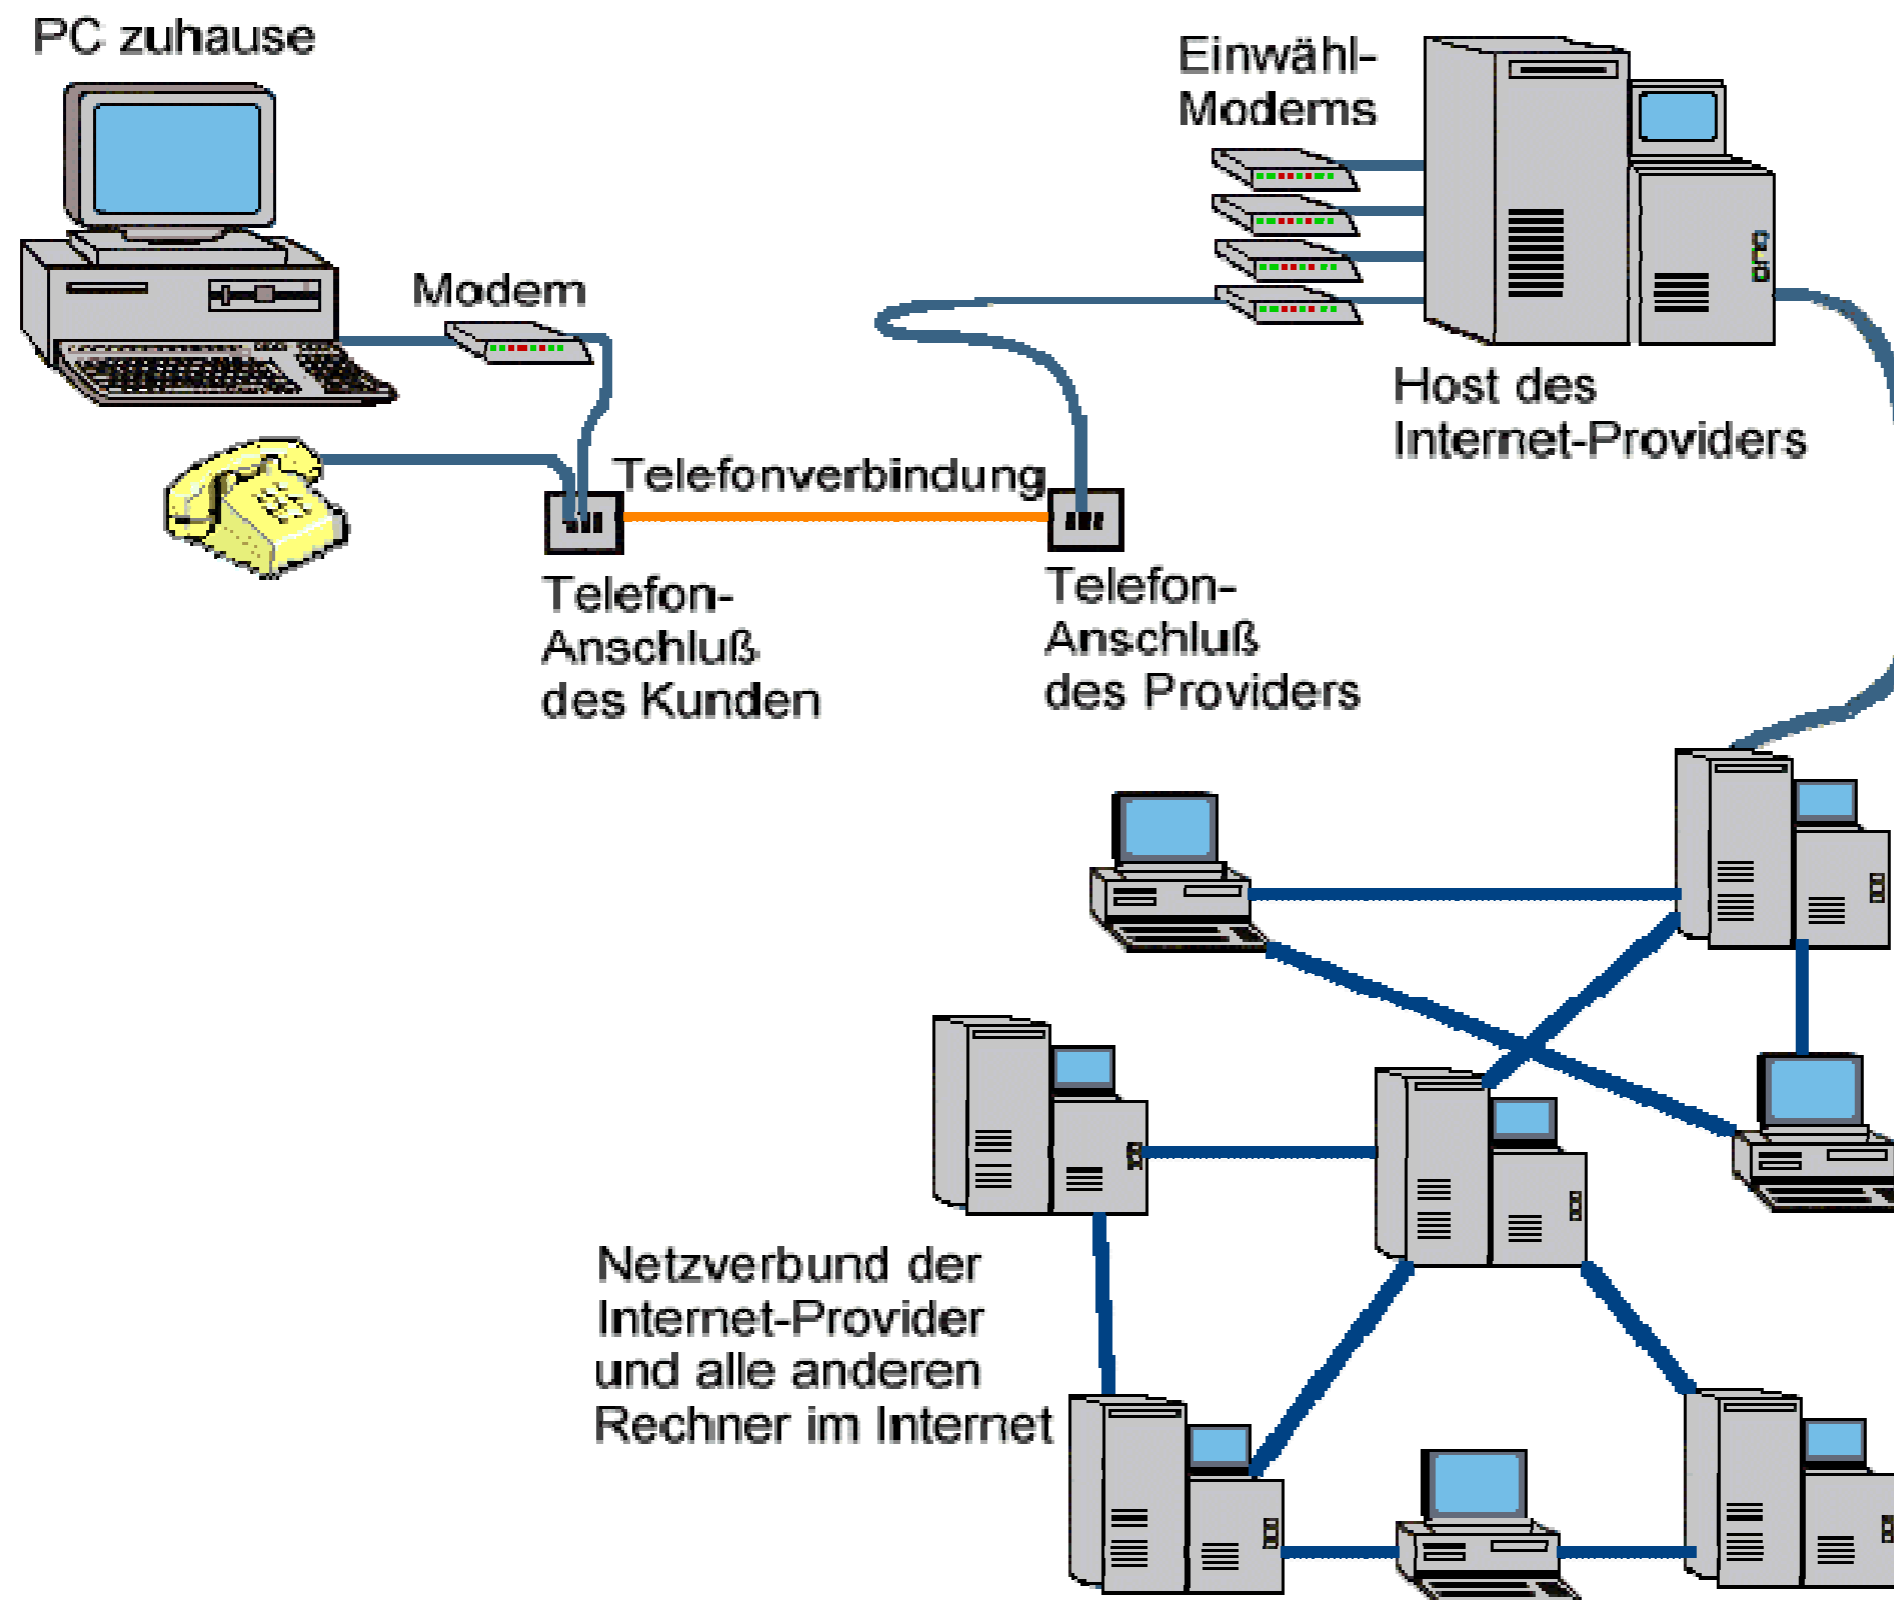 PC zuhause
Einwähl-
Modems
Modem
Host des
Internet-Providers
Telefonverbindung
Telefon-
Anschluß
des Kunden
Telefon-
Anschluß
des Providers
Netzverbund der
Internet-Provider
und alle anderen
Rechner im Internet